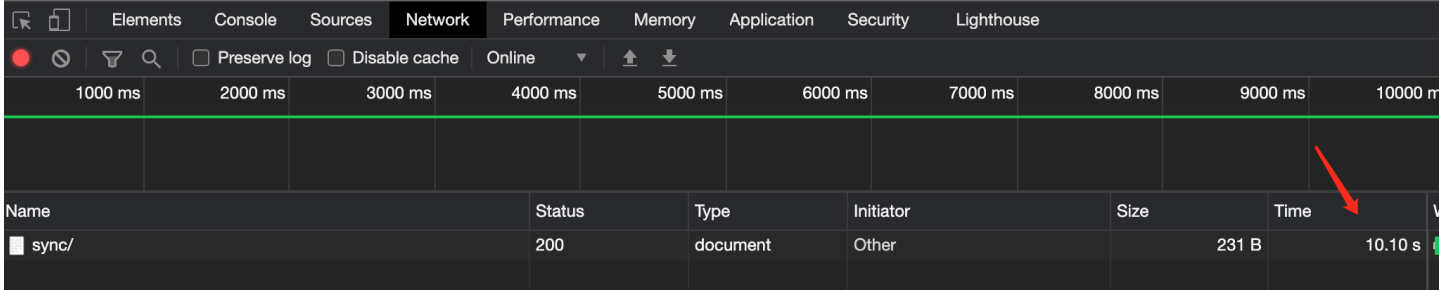 Elements Console Sources Network Performance Memory Application Security Lighthouse
Preserve log Disable cache Online
1000 ms 2000 ms 3000 ms 4000 ms 5000 ms 6000 ms 7000 ms 8000 ms 9000 ms 10000 m
Name Status Type Initiator Size Time
sync/ 200 document Other 231 B 10.10 s